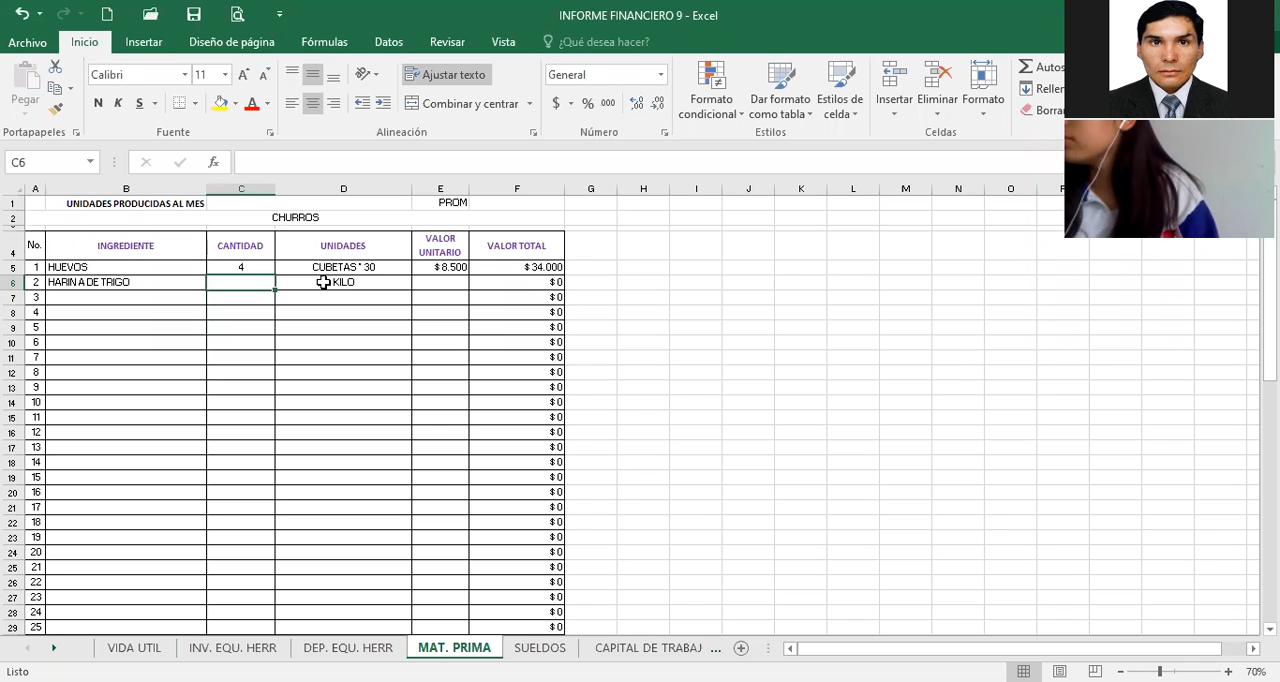 INFORME FINANCIERO 9 - Excel
Archivo Inicio Insertar Diseño de página Fórmulas Datos Revisar Vista ¿Qué desea hacer?
Pegar
Calibri 11
N K S
Ajustar texto
Combinar y centrar
General
$ % 000
Formato condicional
Dar formato como tabla
Estilos de celda
Insertar Eliminar Formato
Autos
Reller
Borra
Portapapeles Fuente Alineación Número Estilos Celdas
C6 fx
A B C D E F G H I J K L M N O
1 UNIDADES PRODUCIDAS AL MES PROM
2 CHURROS
4 No. INGREDIENTE CANTIDAD UNIDADES VALOR UNITARIO VALOR TOTAL
5 1 HUEVOS 4 CUBETAS * 30 $ 8.500 $ 34.000
6 2 HARINA DE TRIGO KILO $ 0
7 3 $ 0
8 4 $ 0
9 5 $ 0
10 6 $ 0
11 7 $ 0
12 8 $ 0
13 9 $ 0
14 10 $ 0
15 11 $ 0
16 12 $ 0
17 13 $ 0
18 14 $ 0
19 15 $ 0
20 16 $ 0
21 17 $ 0
22 18 $ 0
23 19 $ 0
24 20 $ 0
25 21 $ 0
26 22 $ 0
27 23 $ 0
28 24 $ 0
29 25 $ 0
VIDA UTIL INV. EQU. HERR DEP. EQU. HERR MAT. PRIMA SUELDOS CAPITAL DE TRABAJ ...
Listo 70%